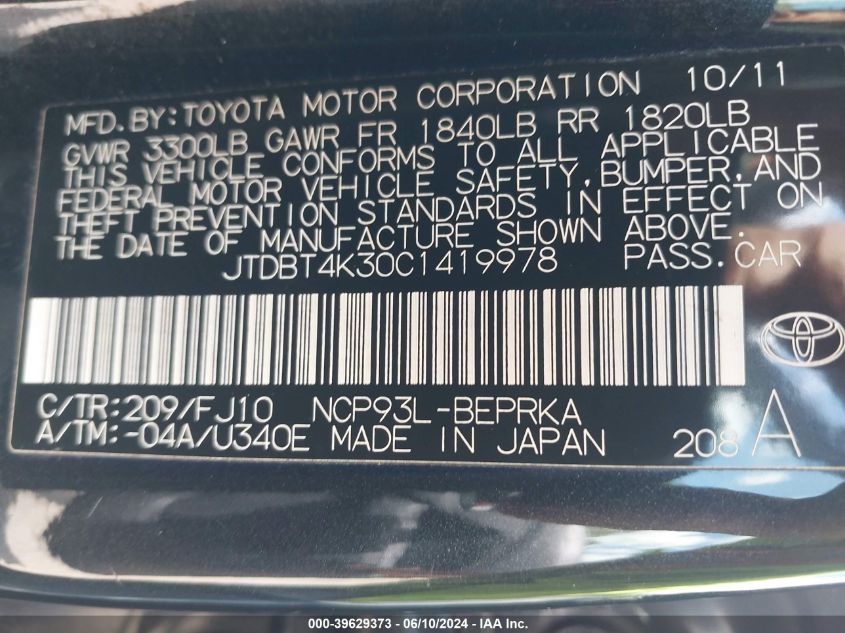 MFD.BY:TOYOTA MOTOR CORPORATION 10/11
GVWR 3300LB GAWR FR 1840LB RR 1820LB
THIS VEHICLE CONFORMS TO ALL APPLICABLE
FEDERAL MOTOR VEHICLE SAFETY,BUMPER,AND
THEFT PREVENTION STANDARDS IN EFFECT ON
THE DATE OF MANUFACTURE SHOWN ABOVE.
JTDBT4K30C1419978 PASS.CAR
C/TR:209/FJ10 NCP93L-BEPRKA
A/TM:-04A/U340E MADE IN JAPAN 208 A
000-39629373 - 06/10/2024 - IAA Inc.